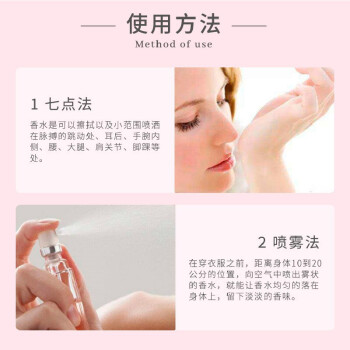 使用方法
Method of use
1 七点法
香水是可以擦拭以及小范围喷洒
在脉搏的跳动处、耳后、手腕内
侧、腰、大腿、肩关节、脚踝等
处。
2 喷雾法
在穿衣服之前，距离身体10到20
公分的位置，向空气中喷出雾状
的香水，就能让香水均匀的落在
身体上，留下淡淡的香味。